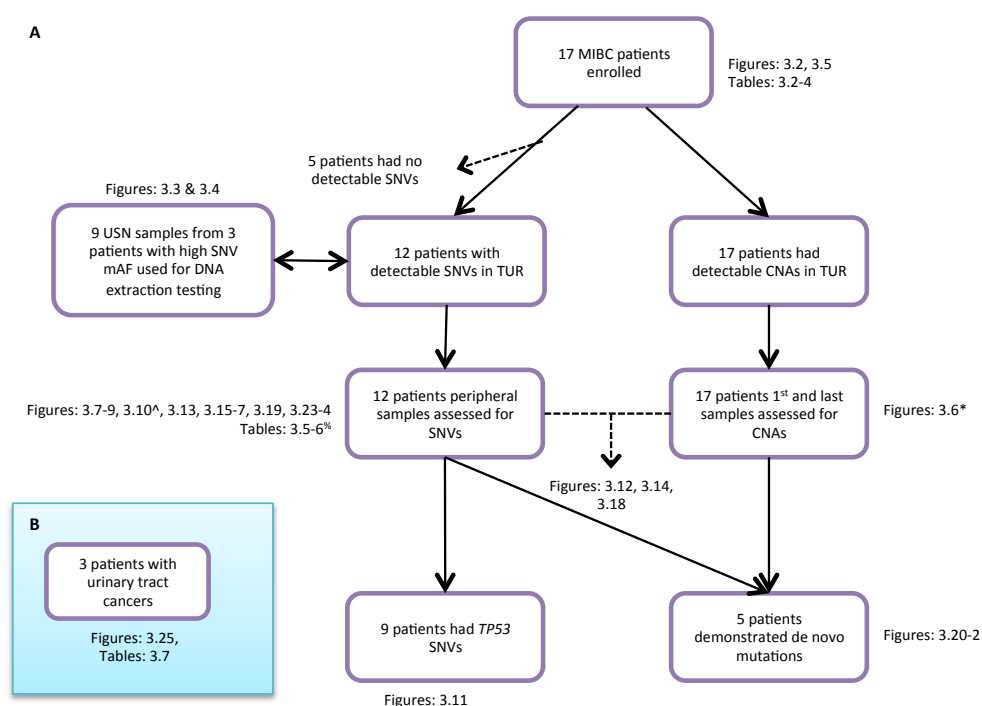 A
17 MIBC patients
enrolled
Figures: 3.2, 3.5
Tables: 3.2-4
5 patients had no
detectable SNVs
Figures: 3.3 & 3.4
9 USN samples from 3
patients with high SNV
mAF used for DNA
extraction testing
12 patients with
detectable SNVs in TUR
17 patients had
detectable CNAs in TUR
Figures: 3.7-9, 3.10^, 3.13, 3.15-7, 3.19, 3.23-4
Tables: 3.5-6%
12 patients peripheral
samples assessed for
SNVs
17 patients 1st and last
samples assessed for
CNAs
Figures: 3.6*
Figures: 3.12, 3.14,
3.18
B
3 patients with
urinary tract
cancers
Figures: 3.25,
Tables: 3.7
9 patients had TP53
SNVs
Figures: 3.11
5 patients
demonstrated de novo
mutations
Figures: 3.20-2